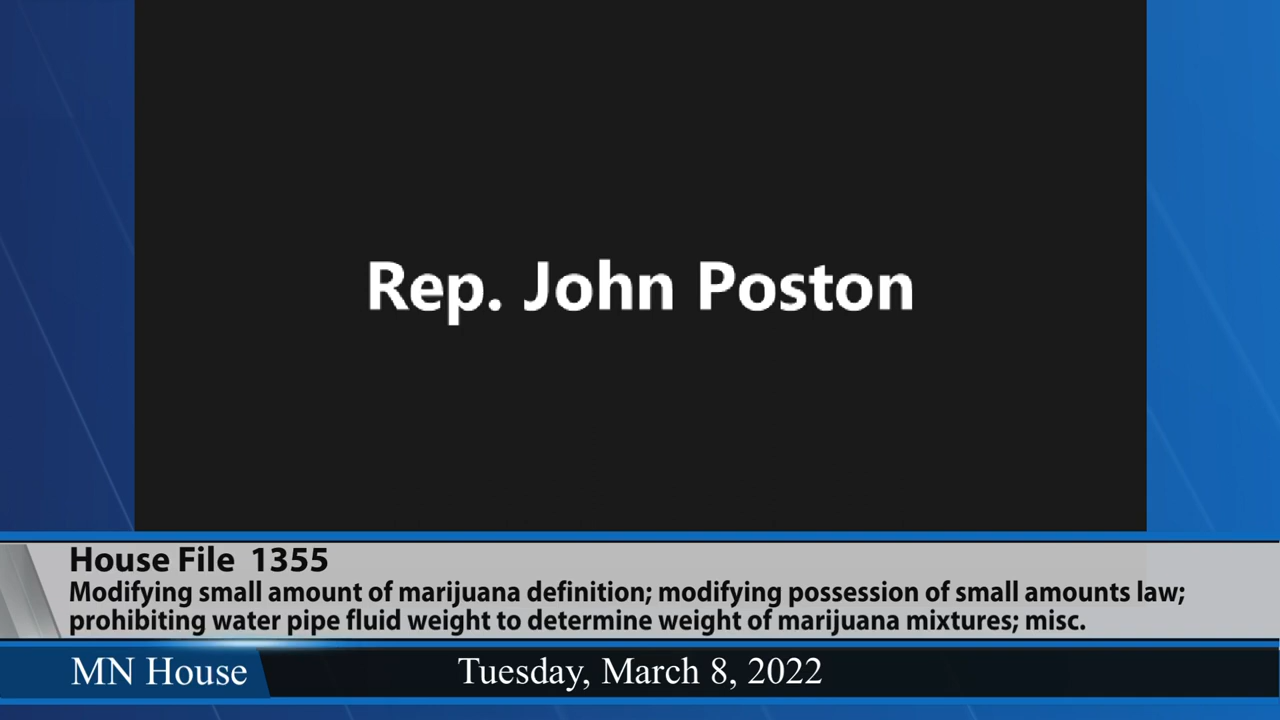 Rep. John Poston
House File 1355
Modifying small amount of marijuana definition; modifying possession of small amounts law;
prohibiting water pipe fluid weight to determine weight of marijuana mixtures; misc.
MN House
Tuesday, March 8, 2022